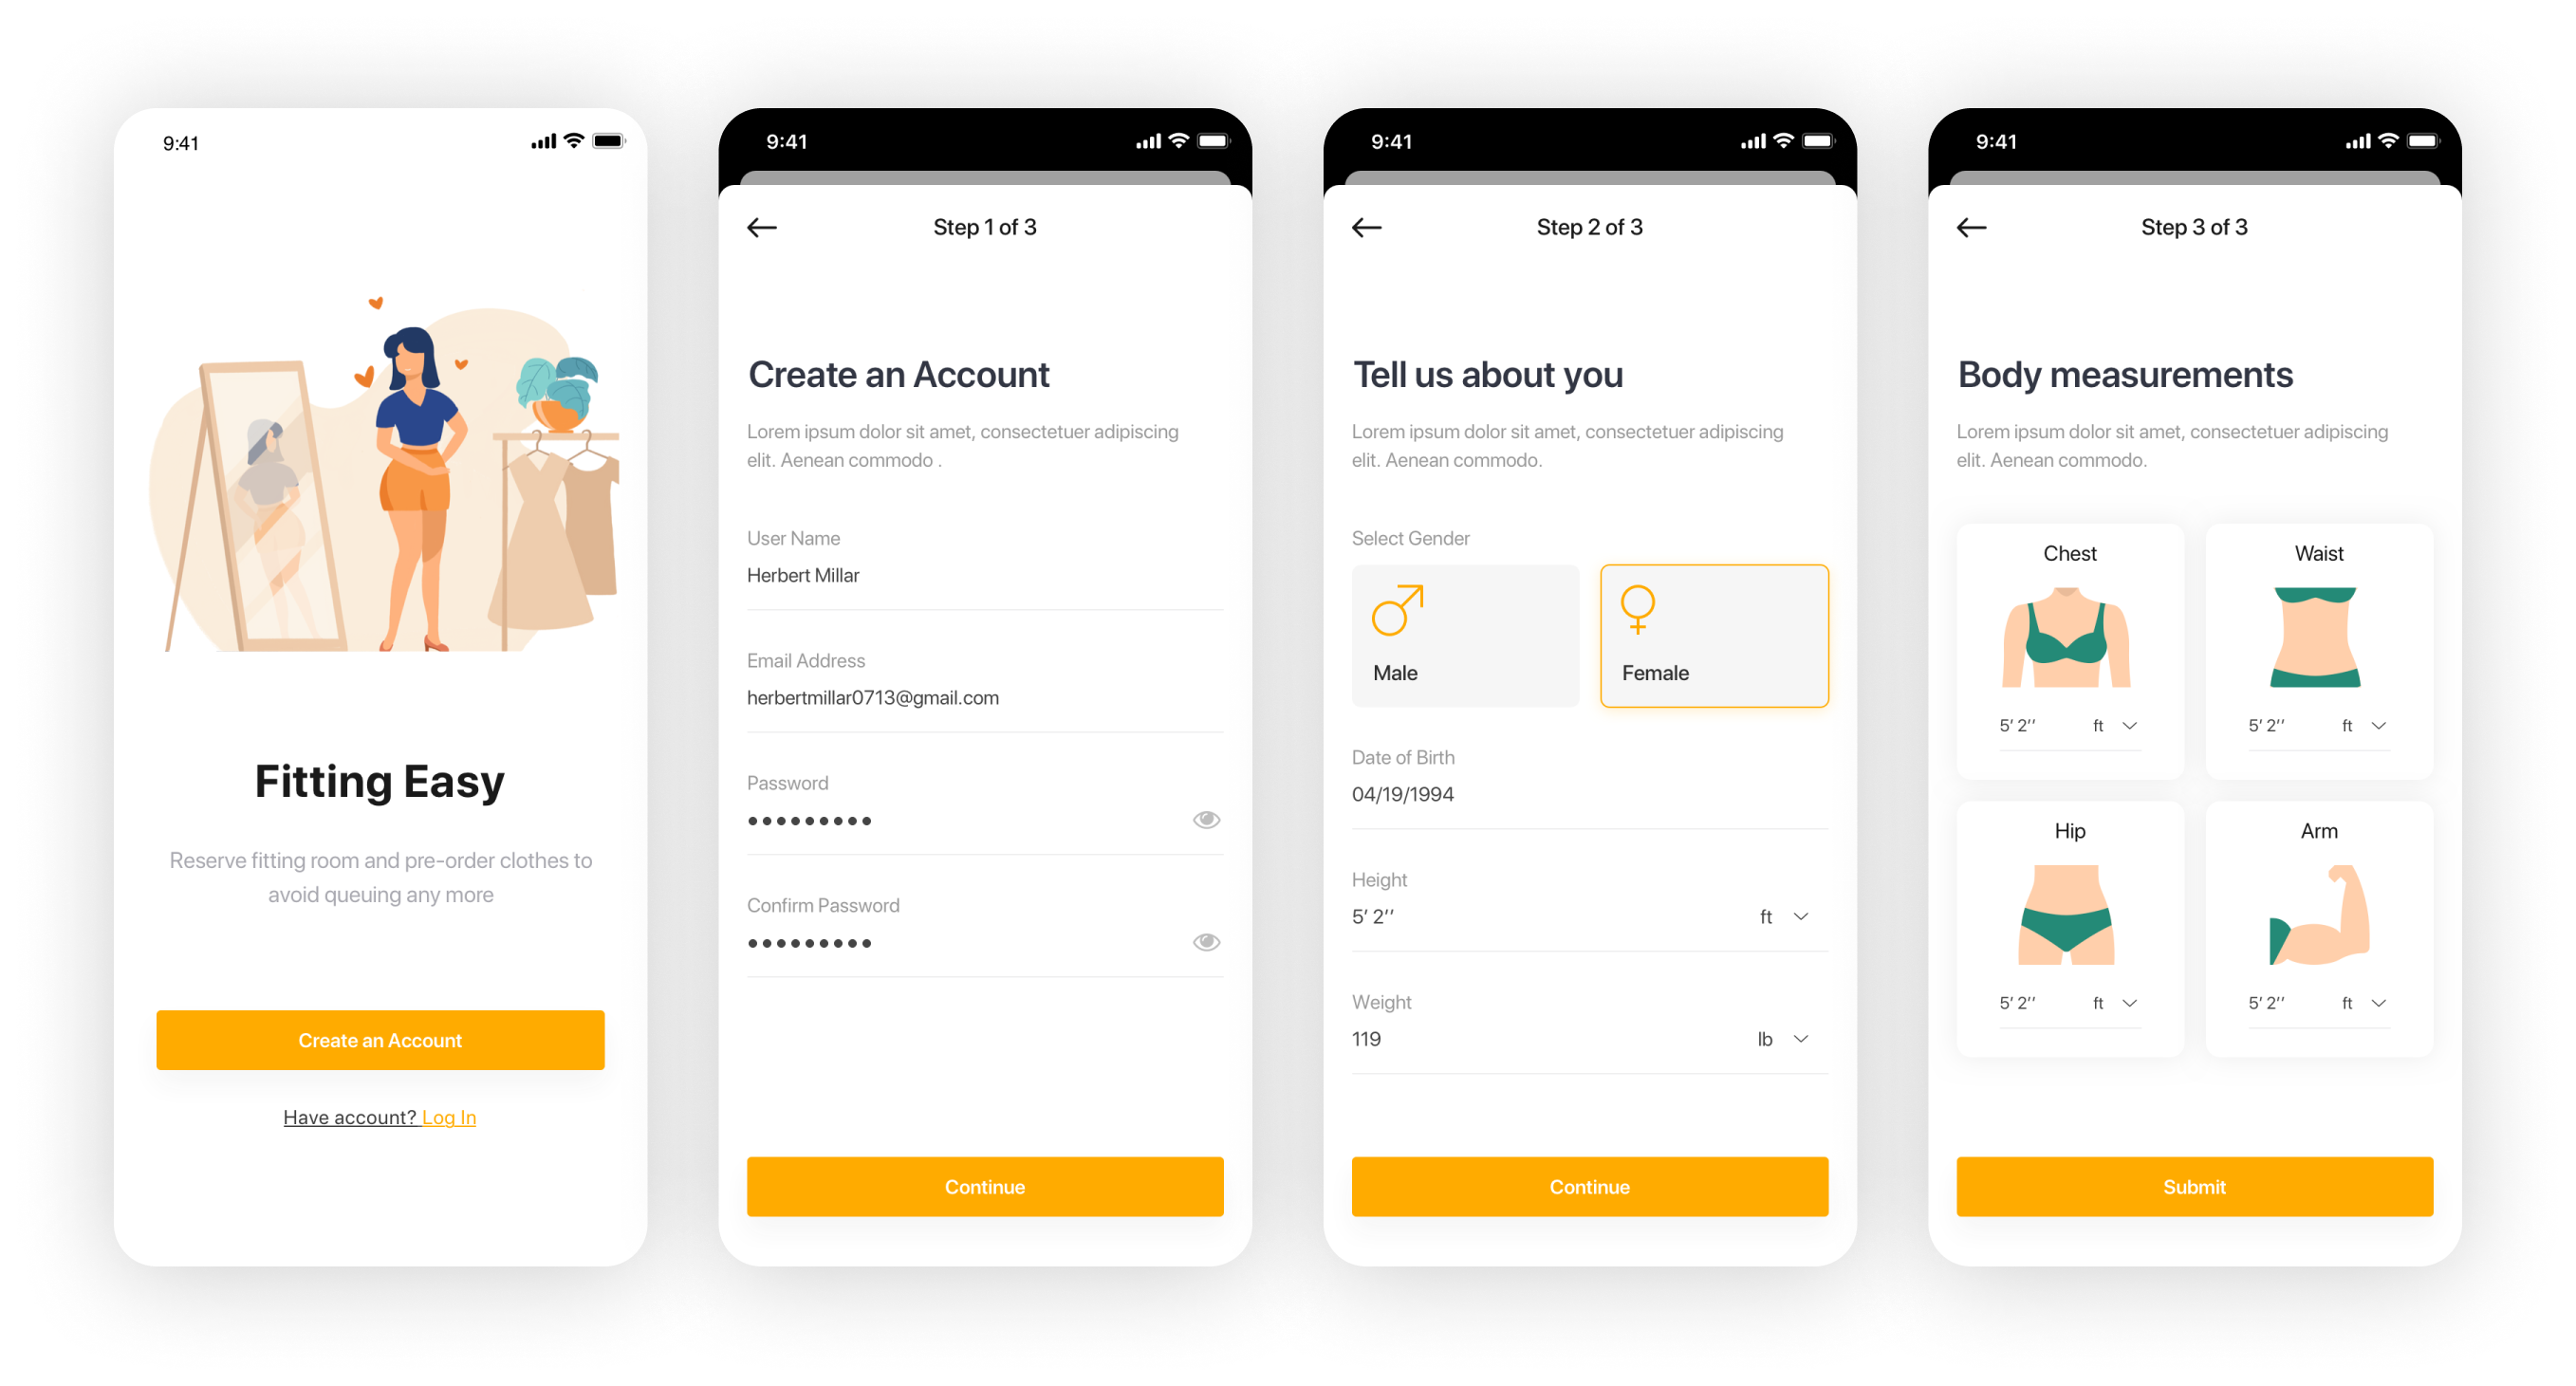 9:41
Fitting Easy
Reserve fitting room and pre-order clothes to
avoid queuing any more
Create an Account
Have account? Log In
9:41
Step 1 of 3
Create an Account
Lorem ipsum dolor sit amet, consectetuer adipiscing
elit. Aenean commodo .
User Name
Herbert Millar
Email Address
herbertmillar0713@gmail.com
Password
•••••••••
Confirm Password
•••••••••
Continue
9:41
Step 2 of 3
Tell us about you
Lorem ipsum dolor sit amet, consectetuer adipiscing
elit. Aenean commodo.
Select Gender
Male
Female
Date of Birth
04/19/1994
Height
5' 2'' ft
Weight
119 lb
Continue
9:41
Step 3 of 3
Body measurements
Lorem ipsum dolor sit amet, consectetuer adipiscing
elit. Aenean commodo.
Chest
5' 2'' ft
Waist
5' 2'' ft
Hip
5' 2'' ft
Arm
5' 2'' ft
Submit